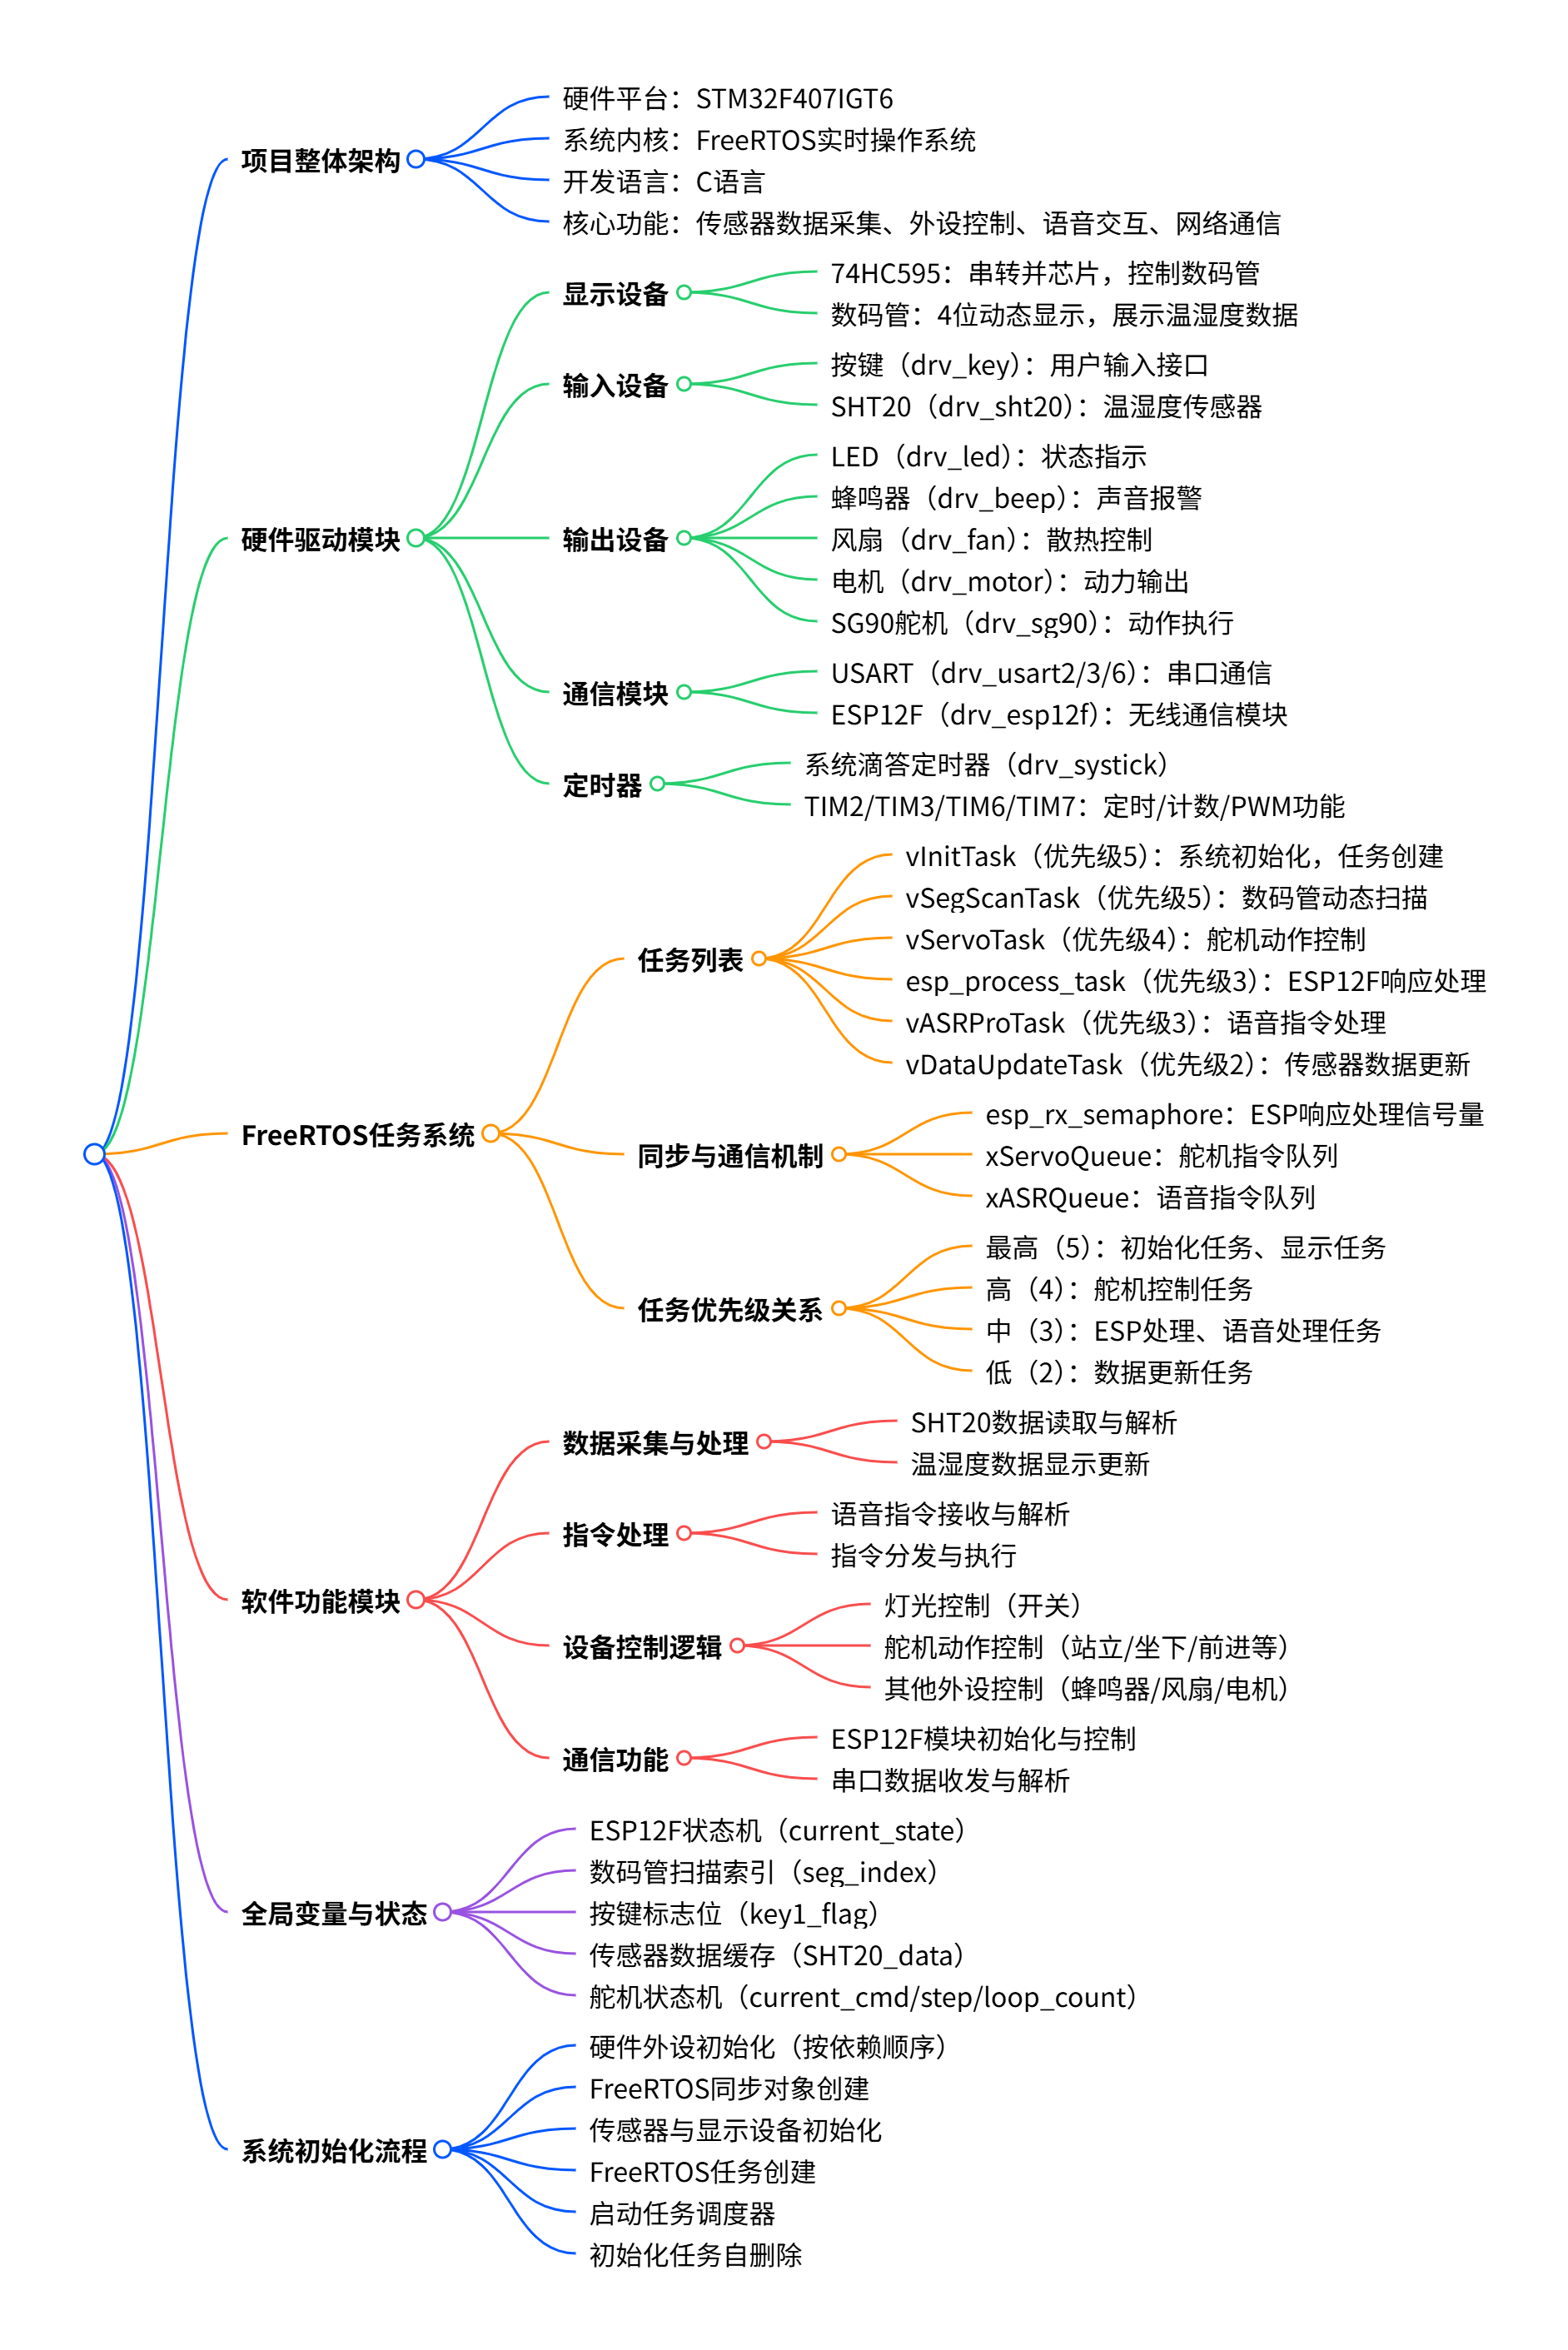 项目整体架构
硬件平台：STM32F407IGT6
系统内核：FreeRTOS实时操作系统
开发语言：C语言
核心功能：传感器数据采集、外设控制、语音交互、网络通信
硬件驱动模块
显示设备
74HC595：串转并芯片，控制数码管
数码管：4位动态显示，展示温湿度数据
输入设备
按键（drv_key）：用户输入接口
SHT20（drv_sht20）：温湿度传感器
输出设备
LED（drv_led）：状态指示
蜂鸣器（drv_beep）：声音报警
风扇（drv_fan）：散热控制
电机（drv_motor）：动力输出
SG90舵机（drv_sg90）：动作执行
通信模块
USART（drv_usart2/3/6）：串口通信
ESP12F（drv_esp12f）：无线通信模块
定时器
系统滴答定时器（drv_systick）
TIM2/TIM3/TIM6/TIM7：定时/计数/PWM功能
FreeRTOS任务系统
任务列表
vInitTask（优先级5）：系统初始化，任务创建
vSegScanTask（优先级5）：数码管动态扫描
vServoTask（优先级4）：舵机动作控制
esp_process_task（优先级3）：ESP12F响应处理
vASRProTask（优先级3）：语音指令处理
vDataUpdateTask（优先级2）：传感器数据更新
同步与通信机制
esp_rx_semaphore：ESP响应处理信号量
xServoQueue：舵机指令队列
xASRQueue：语音指令队列
任务优先级关系
最高（5）：初始化任务、显示任务
高（4）：舵机控制任务
中（3）：ESP处理、语音处理任务
低（2）：数据更新任务
软件功能模块
数据采集与处理
SHT20数据读取与解析
温湿度数据显示更新
指令处理
语音指令接收与解析
指令分发与执行
设备控制逻辑
灯光控制（开关）
舵机动作控制（站立/坐下/前进等）
其他外设控制（蜂鸣器/风扇/电机）
通信功能
ESP12F模块初始化与控制
串口数据收发与解析
全局变量与状态
ESP12F状态机（current_state）
数码管扫描索引（seg_index）
按键标志位（key1_flag）
传感器数据缓存（SHT20_data）
舵机状态机（current_cmd/step/loop_count）
系统初始化流程
硬件外设初始化（按依赖顺序）
FreeRTOS同步对象创建
传感器与显示设备初始化
FreeRTOS任务创建
启动任务调度器
初始化任务自删除